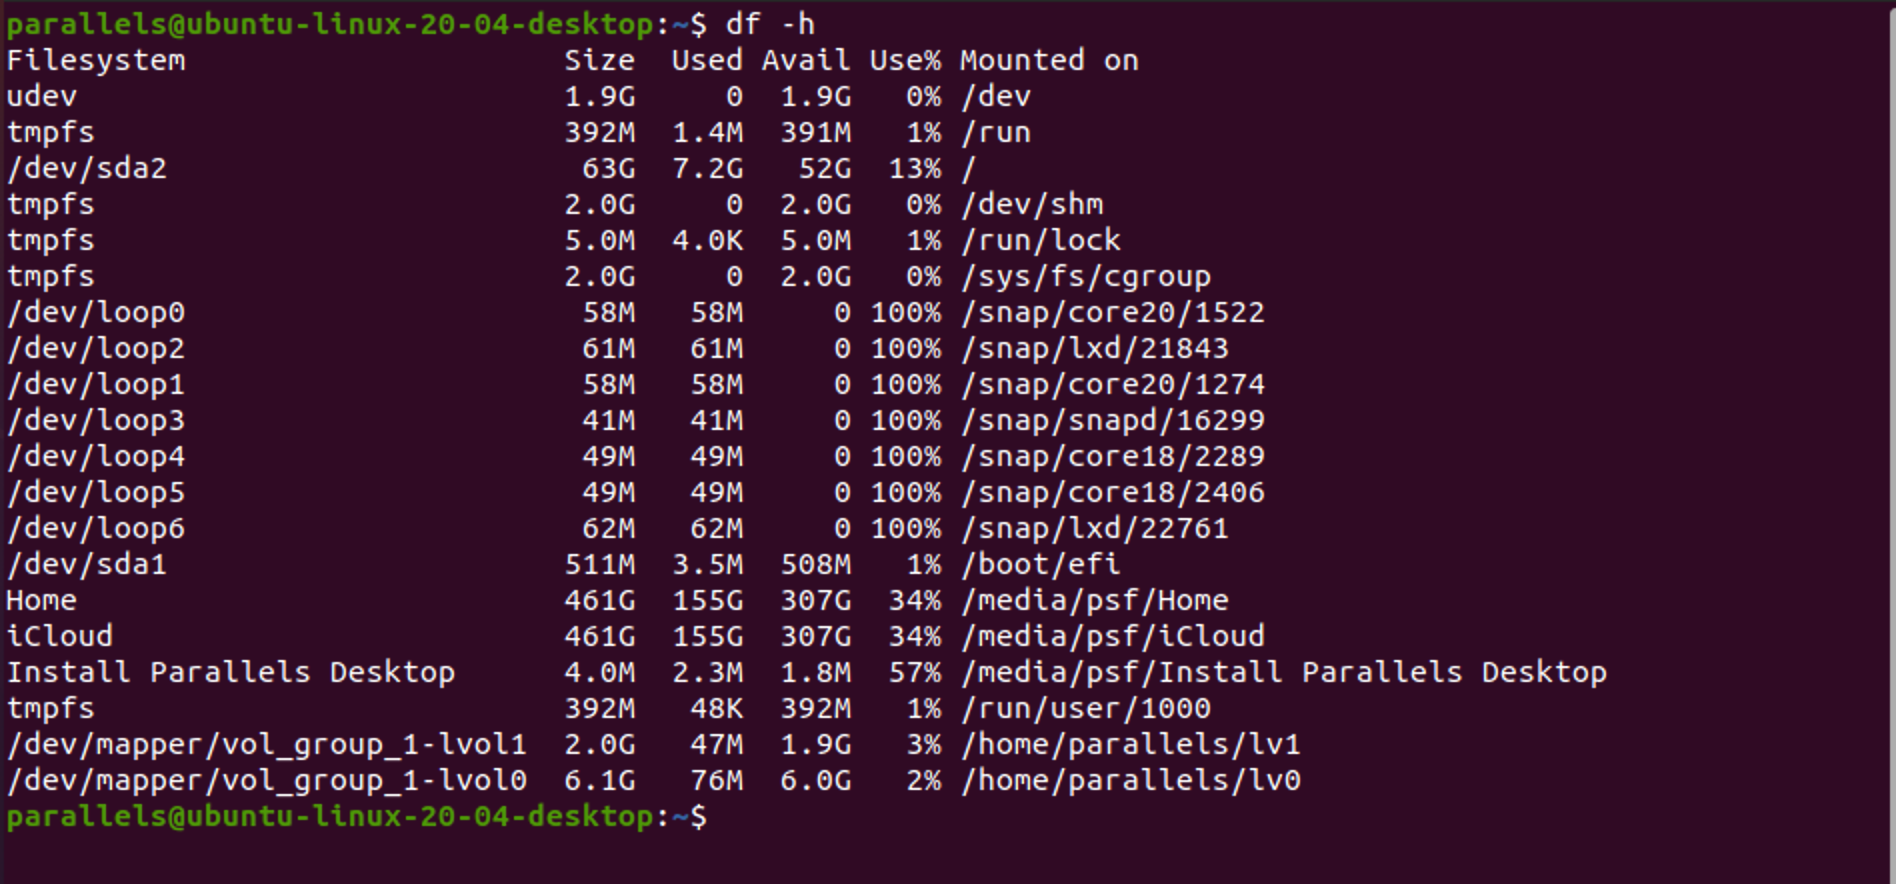 parallels@ubuntu-linux-20-04-desktop:~$ df -h
Filesystem                     Size  Used Avail Use% Mounted on
udev                           1.9G     0  1.9G   0% /dev
tmpfs                          392M  1.4M  391M   1% /run
/dev/sda2                       63G  7.2G   52G  13% /
tmpfs                          2.0G     0  2.0G   0% /dev/shm
tmpfs                          5.0M  4.0K  5.0M   1% /run/lock
tmpfs                          2.0G     0  2.0G   0% /sys/fs/cgroup
/dev/loop0                      58M   58M     0 100% /snap/core20/1522
/dev/loop2                      61M   61M     0 100% /snap/lxd/21843
/dev/loop1                      58M   58M     0 100% /snap/core20/1274
/dev/loop3                      41M   41M     0 100% /snap/snapd/16299
/dev/loop4                      49M   49M     0 100% /snap/core18/2289
/dev/loop5                      49M   49M     0 100% /snap/core18/2406
/dev/loop6                      62M   62M     0 100% /snap/lxd/22761
/dev/sda1                      511M  3.5M  508M   1% /boot/efi
Home                           461G  155G  307G  34% /media/psf/Home
iCloud                         461G  155G  307G  34% /media/psf/iCloud
Install Parallels Desktop      4.0M  2.3M  1.8M  57% /media/psf/Install Parallels Desktop
tmpfs                          392M   48K  392M   1% /run/user/1000
/dev/mapper/vol_group_1-lvol1  2.0G   47M  1.9G   3% /home/parallels/lv1
/dev/mapper/vol_group_1-lvol0  6.1G   76M  6.0G   2% /home/parallels/lv0
parallels@ubuntu-linux-20-04-desktop:~$